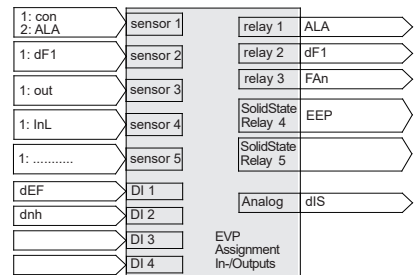 1: con
2: ALA
sensor 1
relay 1
ALA
1: dF1
sensor 2
relay 2
dF1
1: out
sensor 3
relay 3
FAn
1: InL
sensor 4
SolidState
Relay 4
EEP
1: ...........
sensor 5
SolidState
Relay 5
dEF
DI 1
Analog
dIS
dnh
DI 2
DI 3
DI 4
EVP
Assignment
In-/Outputs